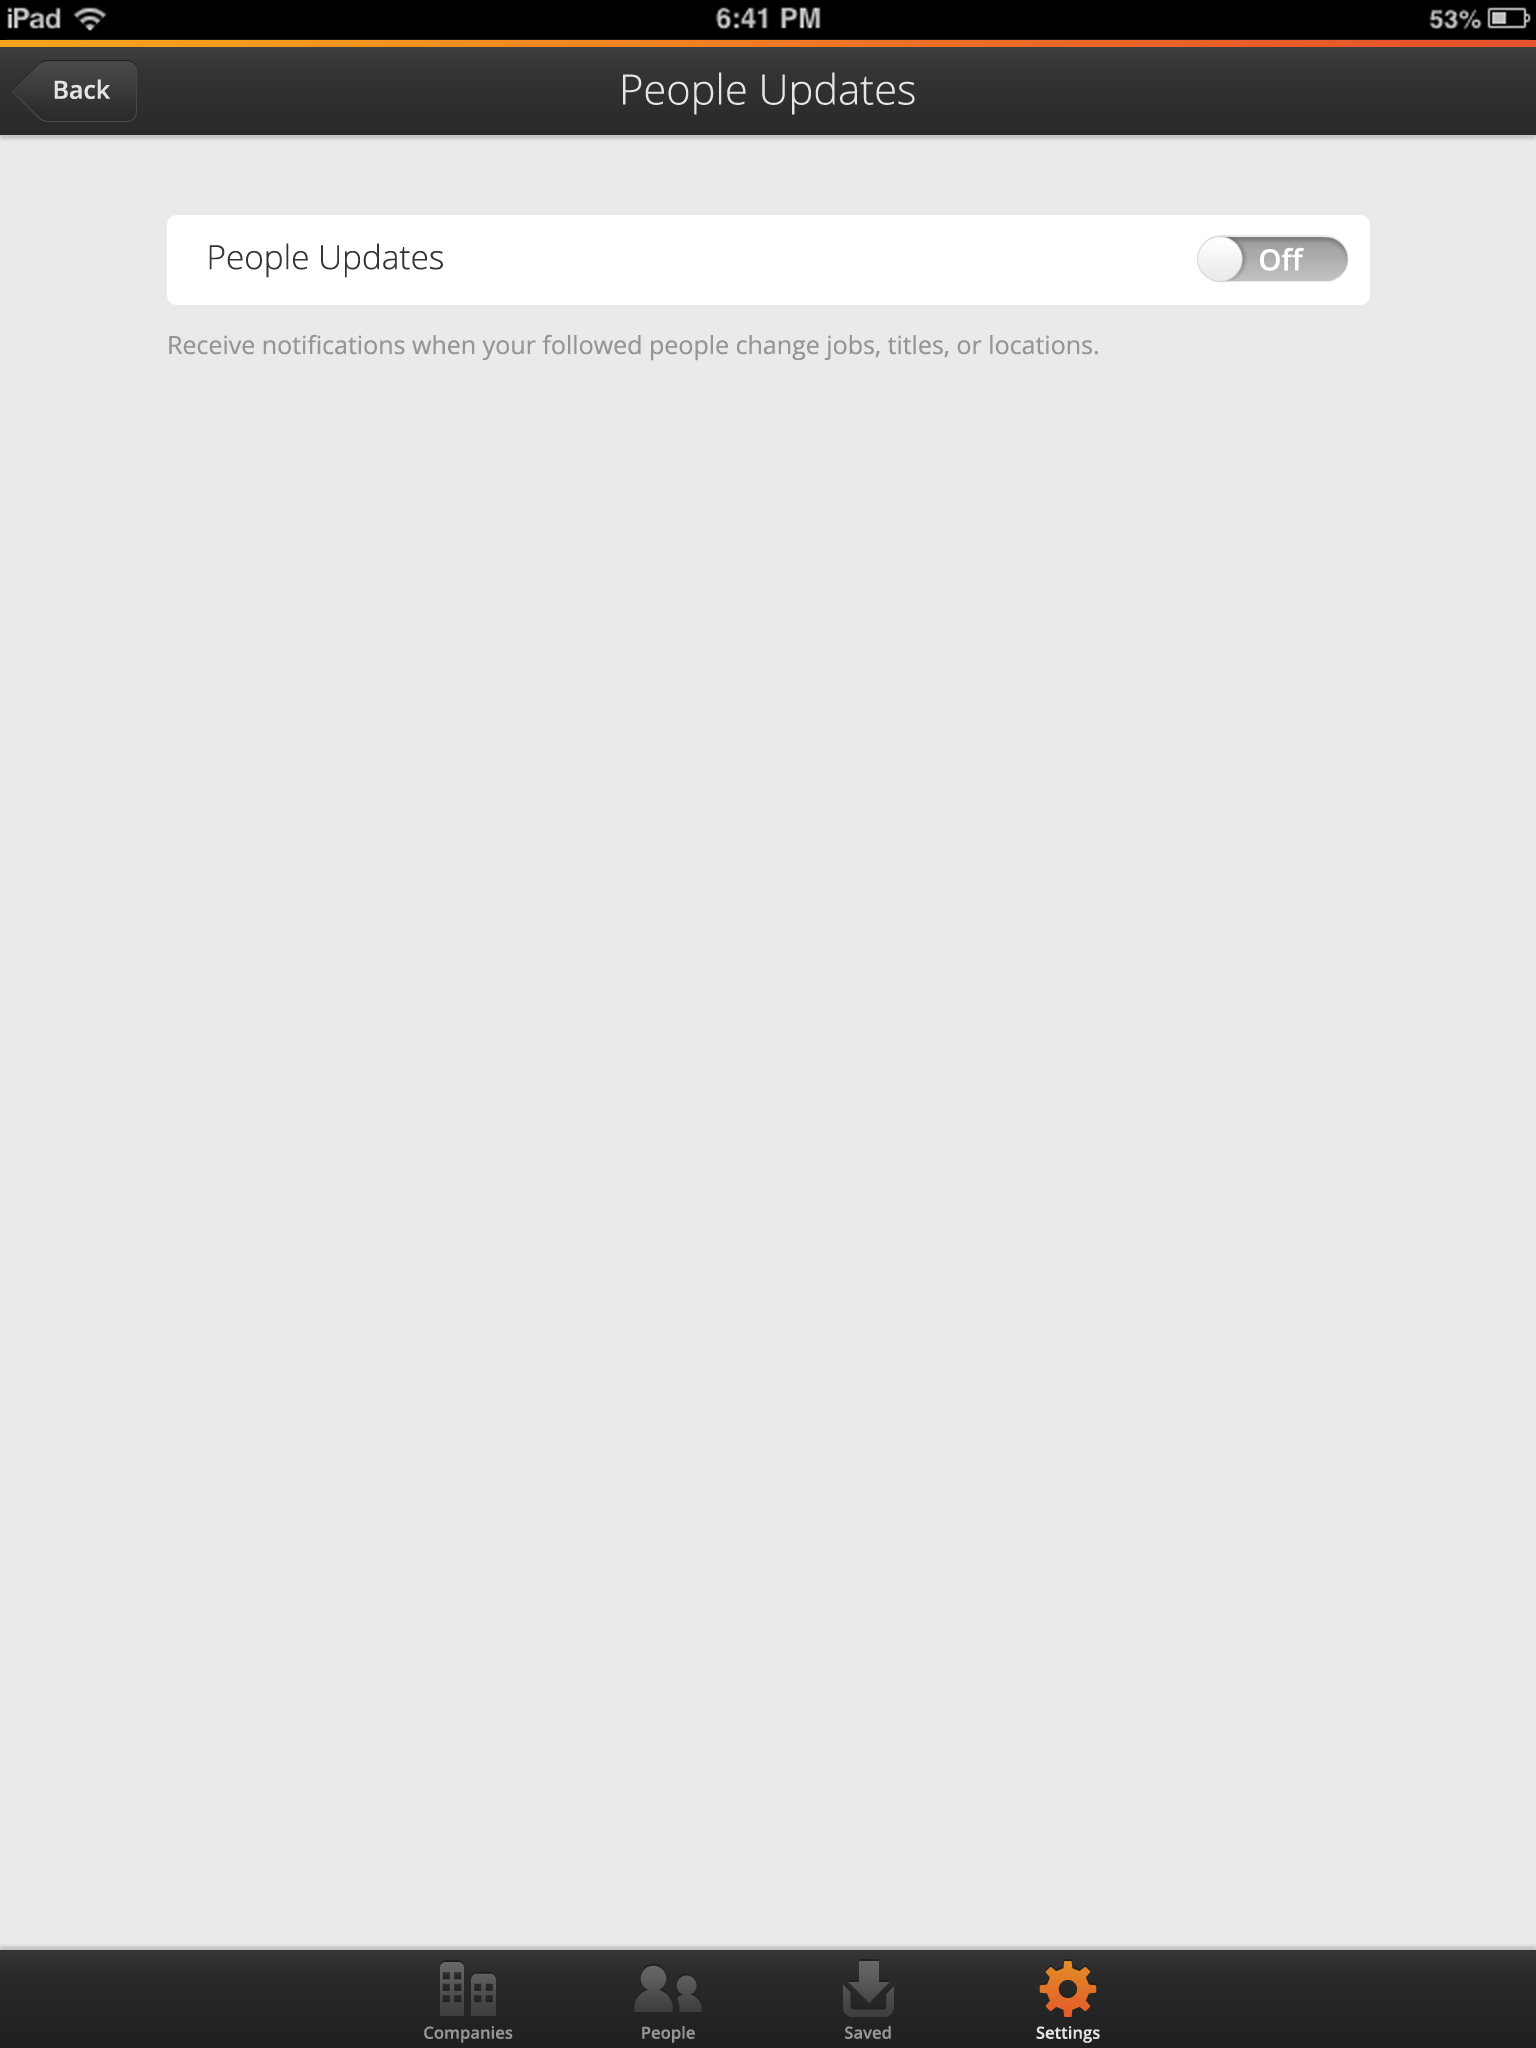 iPad
6:41 PM
53%
Back
People Updates
People Updates
Off
Receive notifications when your followed people change jobs, titles, or locations.
Companies
People
Saved
Settings